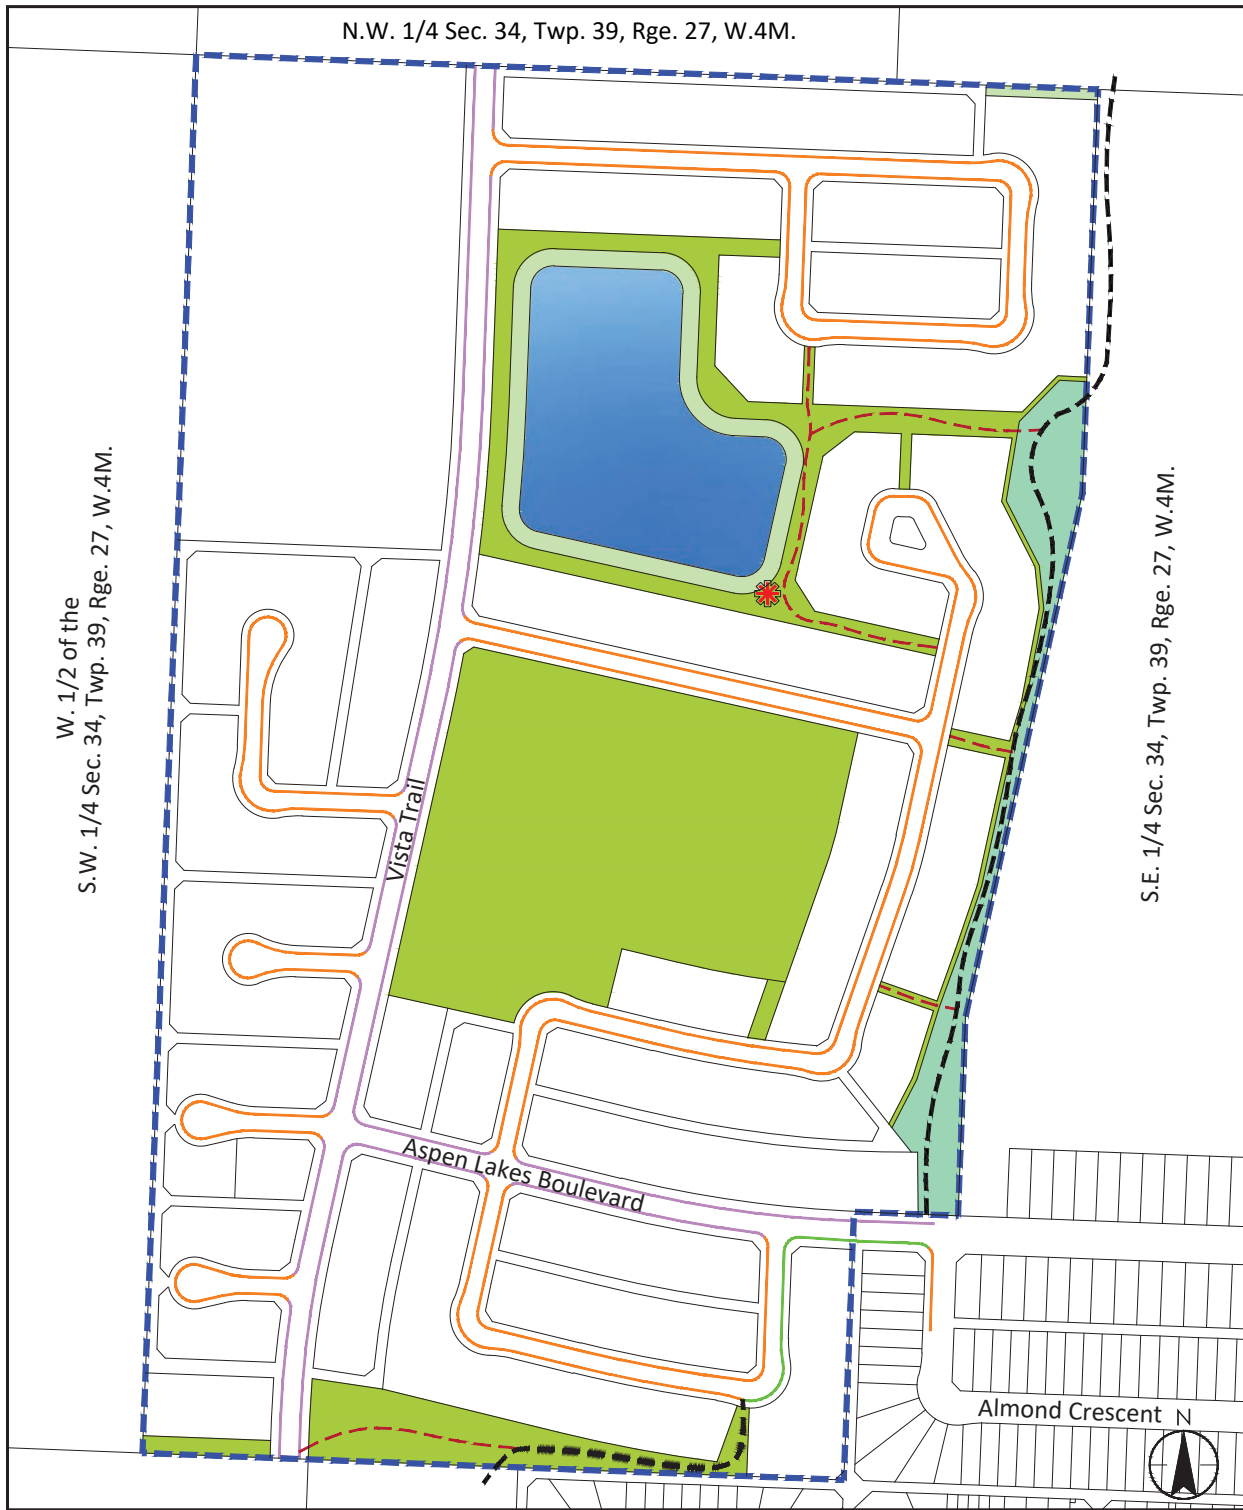 N.W. 1/4 Sec. 34, Twp. 39, Rge. 27, W.4M.
W. 1/2 of the
S.W. 1/4 Sec. 34, Twp. 39, Rge. 27, W.4M.
S.E. 1/4 Sec. 34, Twp. 39, Rge. 27, W.4M.
Vista Trail
Aspen Lakes Boulevard
Almond Crescent
N